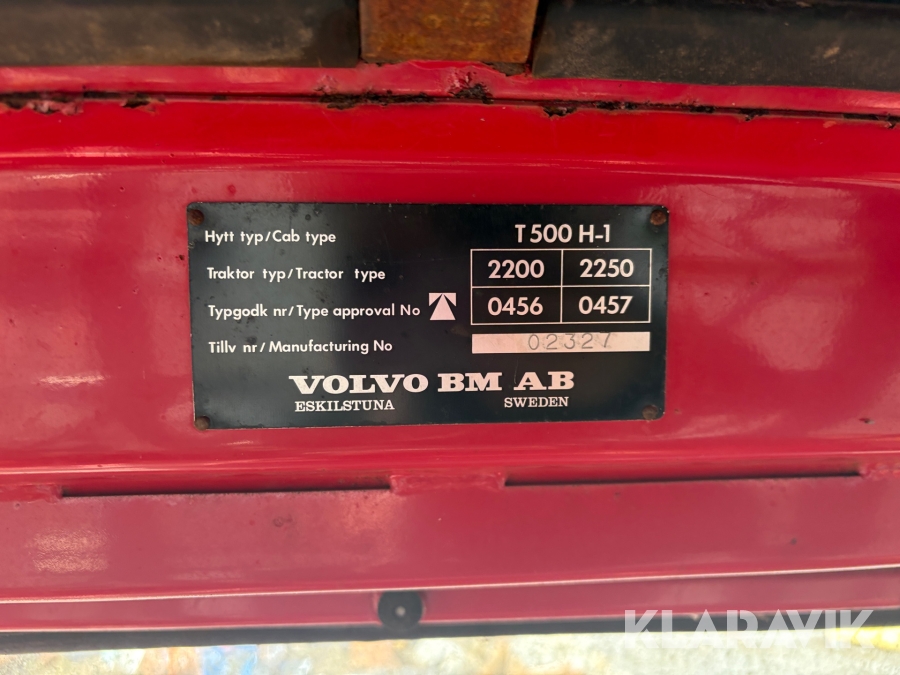 Hytt typ/Cab type T 500 H-1
Traktor typ/Tractor type 2200 2250
Typgodk nr/Type approval No 0456 0457
Tillv nr/Manufacturing No 02327
VOLVO BM AB
ESKILSTUNA SWEDEN
KLARAVIK